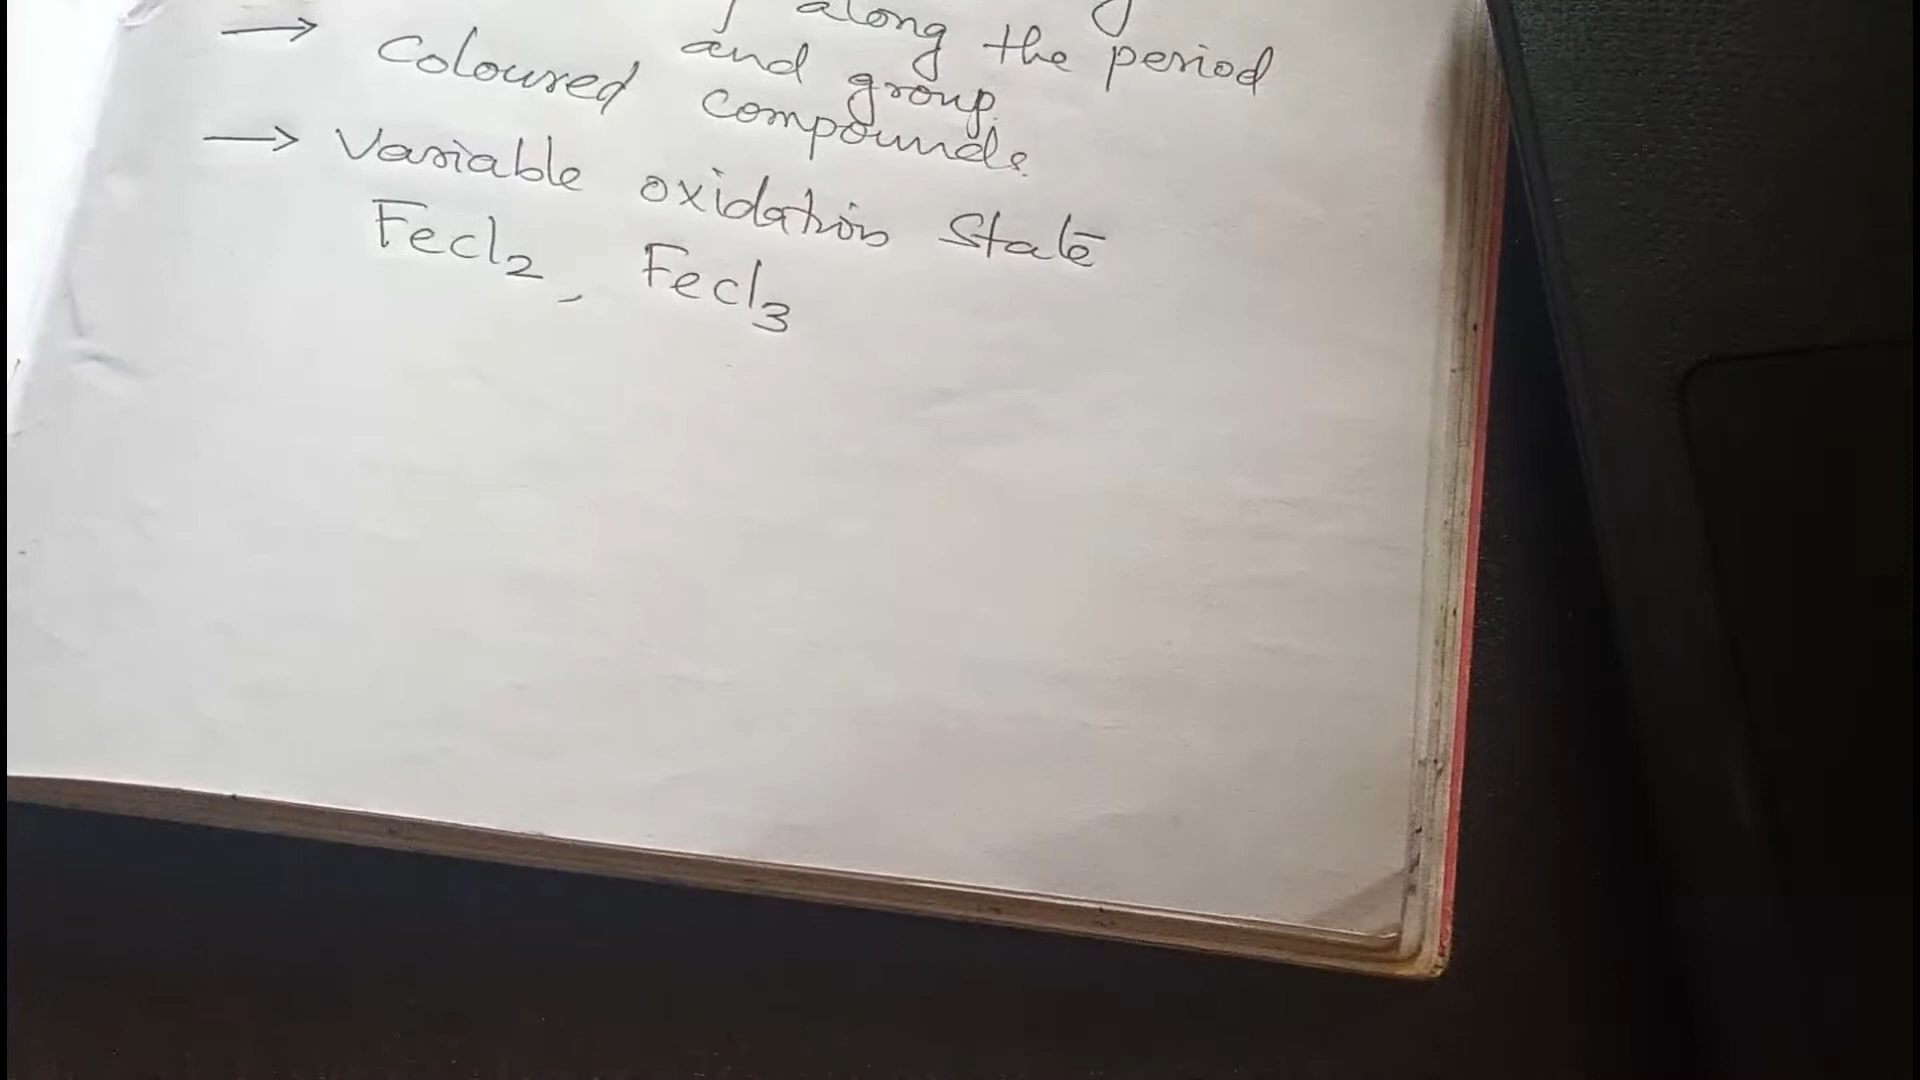 along the period
and group.
→ Coloured compounds.
→ Variable oxidation State
Fecl₂, Fecl₃